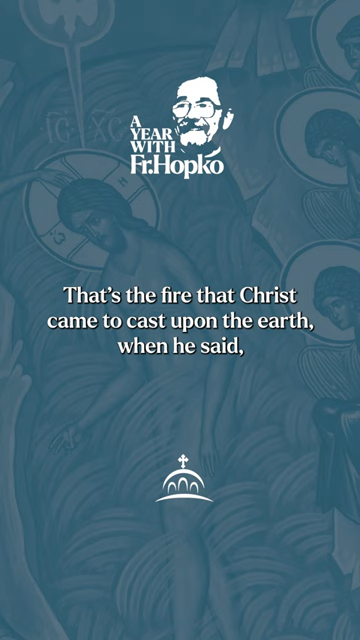 A
YEAR
WITH
Fr.Hopko
IC XC
That's the fire that Christ
came to cast upon the earth,
when he said,